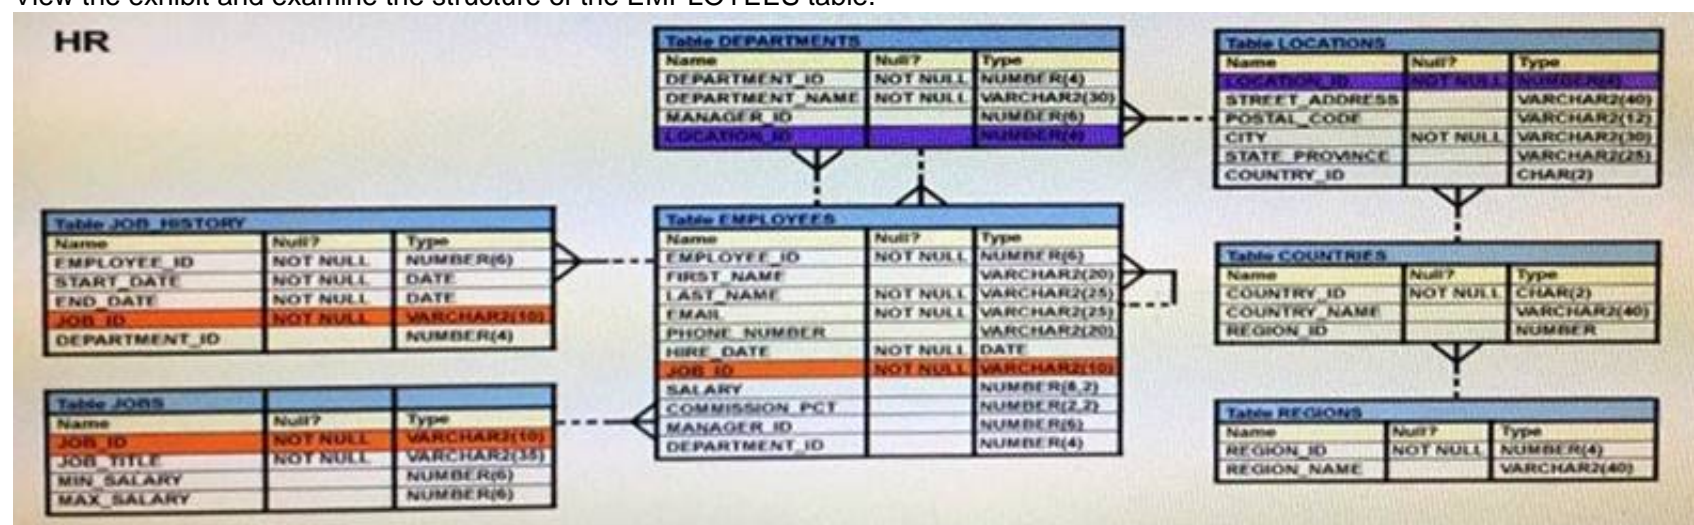 View the exhibit and examine the structure of the EMPLOYEES table.
HR
Table DEPARTMENTS
Name Null? Type
DEPARTMENT_ID NOT NULL NUMBER(4)
DEPARTMENT_NAME NOT NULL VARCHAR2(30)
MANAGER_ID NUMBER(6)
LOCATION_ID NUMBER(4)
Table LOCATIONS
Name Null? Type
LOCATION_ID NOT NULL NUMBER(4)
STREET_ADDRESS VARCHAR2(40)
POSTAL_CODE VARCHAR2(12)
CITY NOT NULL VARCHAR2(30)
STATE_PROVINCE VARCHAR2(25)
COUNTRY_ID CHAR(2)
Table JOB_HISTORY
Name Null? Type
EMPLOYEE_ID NOT NULL NUMBER(6)
START_DATE NOT NULL DATE
END_DATE NOT NULL DATE
JOB_ID NOT NULL VARCHAR2(10)
DEPARTMENT_ID NUMBER(4)
Table EMPLOYEES
Name Null? Type
EMPLOYEE_ID NOT NULL NUMBER(6)
FIRST_NAME VARCHAR2(20)
LAST_NAME NOT NULL VARCHAR2(25)
EMAIL NOT NULL VARCHAR2(25)
PHONE_NUMBER VARCHAR2(20)
HIRE_DATE NOT NULL DATE
JOB_ID NOT NULL VARCHAR2(10)
SALARY NUMBER(8,2)
COMMISSION_PCT NUMBER(2,2)
MANAGER_ID NUMBER(6)
DEPARTMENT_ID NUMBER(4)
Table COUNTRIES
Name Null? Type
COUNTRY_ID NOT NULL CHAR(2)
COUNTRY_NAME VARCHAR2(40)
REGION_ID NUMBER
Table JOBS
Name Null? Type
JOB_ID NOT NULL VARCHAR2(10)
JOB_TITLE NOT NULL VARCHAR2(35)
MIN_SALARY NUMBER(6)
MAX_SALARY NUMBER(6)
Table REGIONS
Name Null? Type
REGION_ID NOT NULL NUMBER(4)
REGION_NAME VARCHAR2(40)